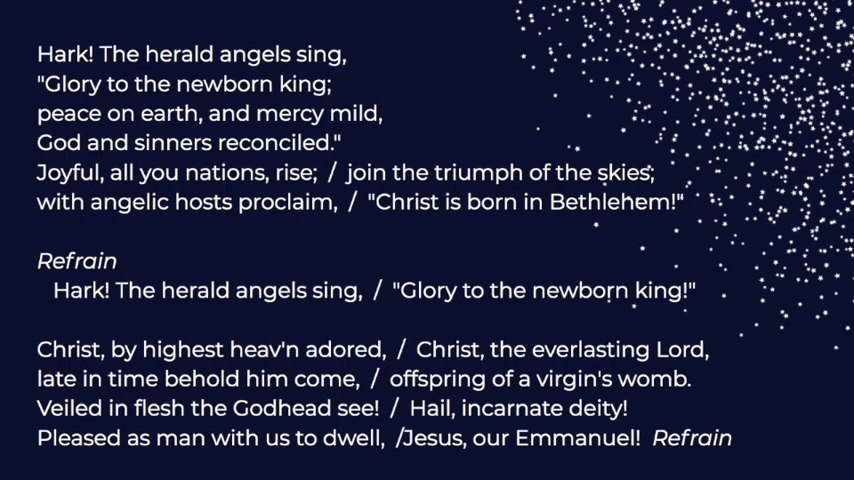 Hark! The herald angels sing,
"Glory to the newborn king;
peace on earth, and mercy mild,
God and sinners reconciled."
Joyful, all you nations, rise; / join the triumph of the skies;
with angelic hosts proclaim, / "Christ is born in Bethlehem!"
Refrain
Hark! The herald angels sing, / "Glory to the newborn king!"
Christ, by highest heav'n adored, / Christ, the everlasting Lord,
late in time behold him come, / offspring of a virgin's womb.
Veiled in flesh the Godhead see! / Hail, incarnate deity!
Pleased as man with us to dwell, /Jesus, our Emmanuel! Refrain